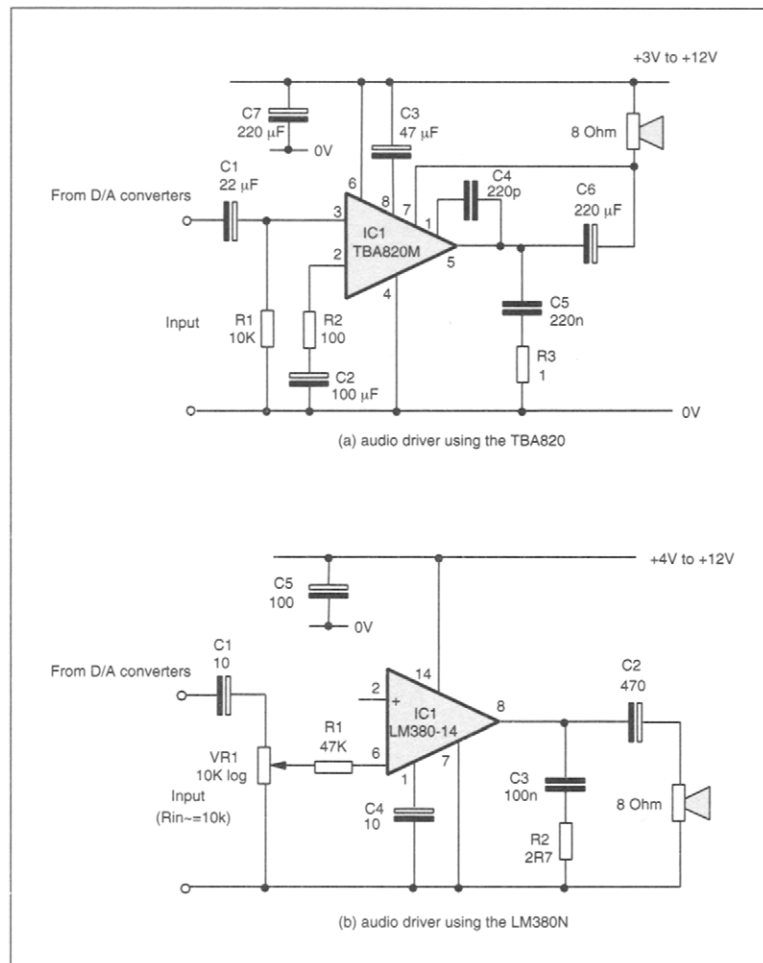 +3V to +12V
C7
220 µF
0V
C3
47 µF
8 Ohm
C1
22 µF
From D/A converters
6
8
7
1
C4
220p
C6
220 µF
3
IC1
TBA820M
2
5
4
Input
R1
10K
R2
100
C2
100 µF
C5
220n
R3
1
0V
(a) audio driver using the TBA820
+4V to +12V
C5
100
0V
C1
10
From D/A converters
14
2
+
IC1
LM380-14
8
C2
470
R1
47K
VR1
10K log
6
1
7
Input
(Rin~=10k)
C4
10
C3
100n
8 Ohm
R2
2R7
(b) audio driver using the LM380N